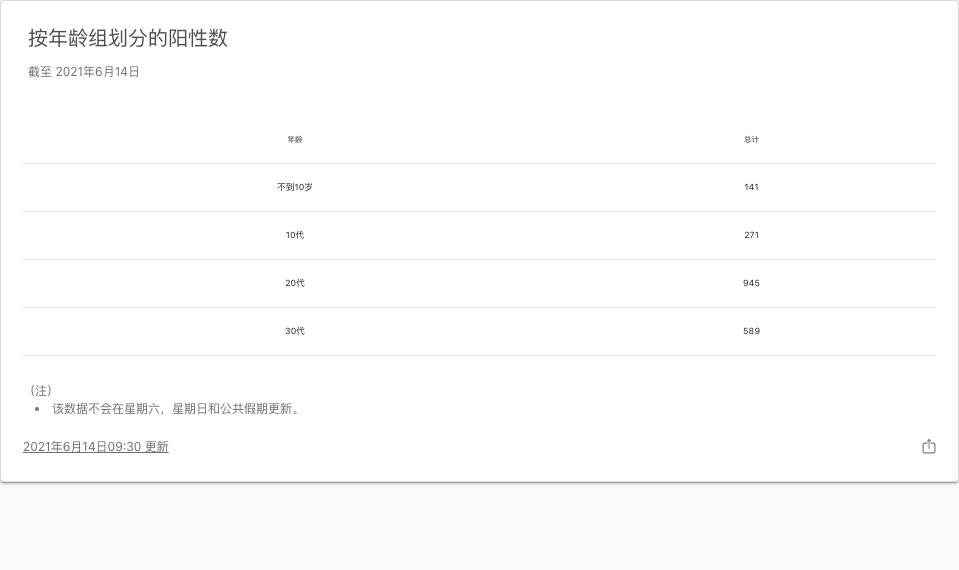 按年龄组划分的阳性数
截至 2021年6月14日
年龄 总计
不到10岁 141
10代 271
20代 945
30代 589
（注）
• 该数据不会在星期六，星期日和公共假期更新。
2021年6月14日09:30 更新